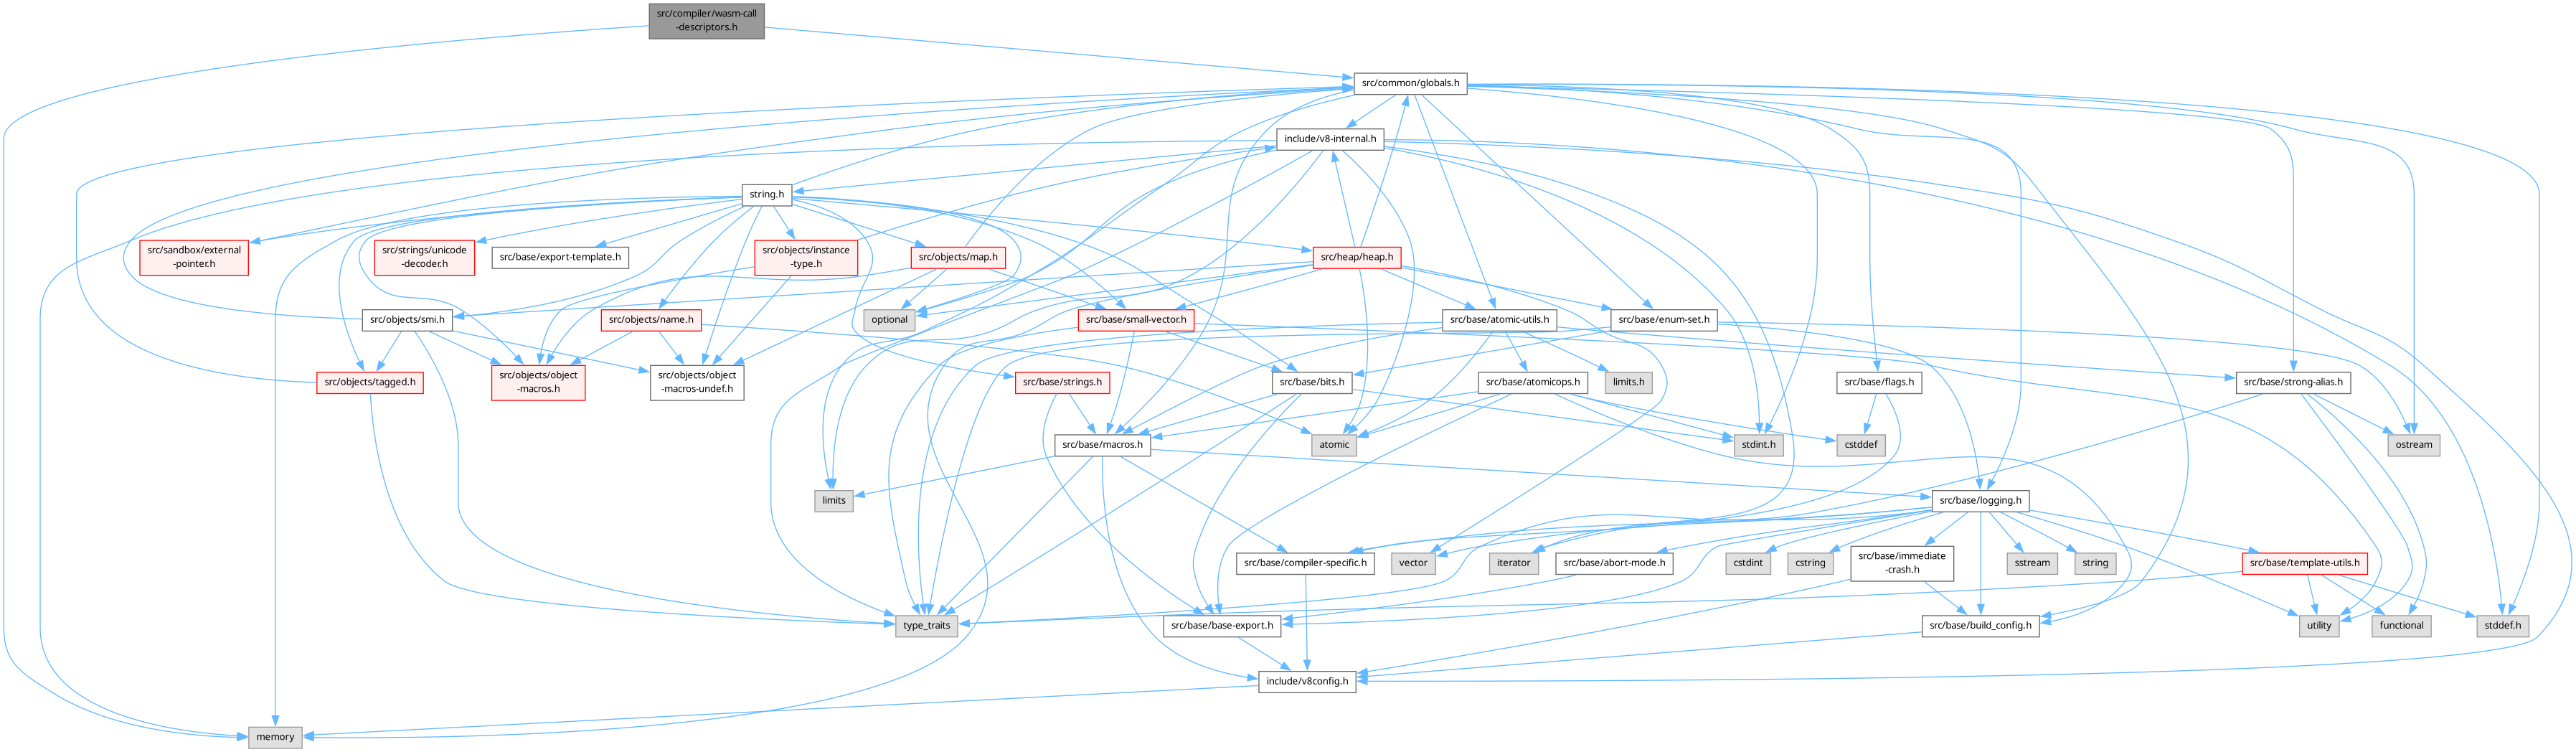 src/compiler/wasm-call
-descriptors.h
src/common/globals.h
include/v8-internal.h
string.h
src/sandbox/external
-pointer.h
src/strings/unicode
-decoder.h
src/base/export-template.h
src/objects/instance
-type.h
src/objects/map.h
src/heap/heap.h
src/objects/smi.h
src/objects/name.h
optional
src/base/small-vector.h
src/base/atomic-utils.h
src/base/enum-set.h
src/objects/tagged.h
src/objects/object
-macros.h
src/objects/object
-macros-undef.h
src/base/strings.h
src/base/bits.h
src/base/atomicops.h
limits.h
src/base/flags.h
src/base/strong-alias.h
src/base/macros.h
atomic
stdint.h
cstddef
ostream
limits
src/base/logging.h
src/base/compiler-specific.h
vector
iterator
src/base/abort-mode.h
cstdint
cstring
src/base/immediate
-crash.h
sstream
string
src/base/template-utils.h
type_traits
src/base/base-export.h
src/base/build_config.h
utility
functional
stddef.h
include/v8config.h
memory